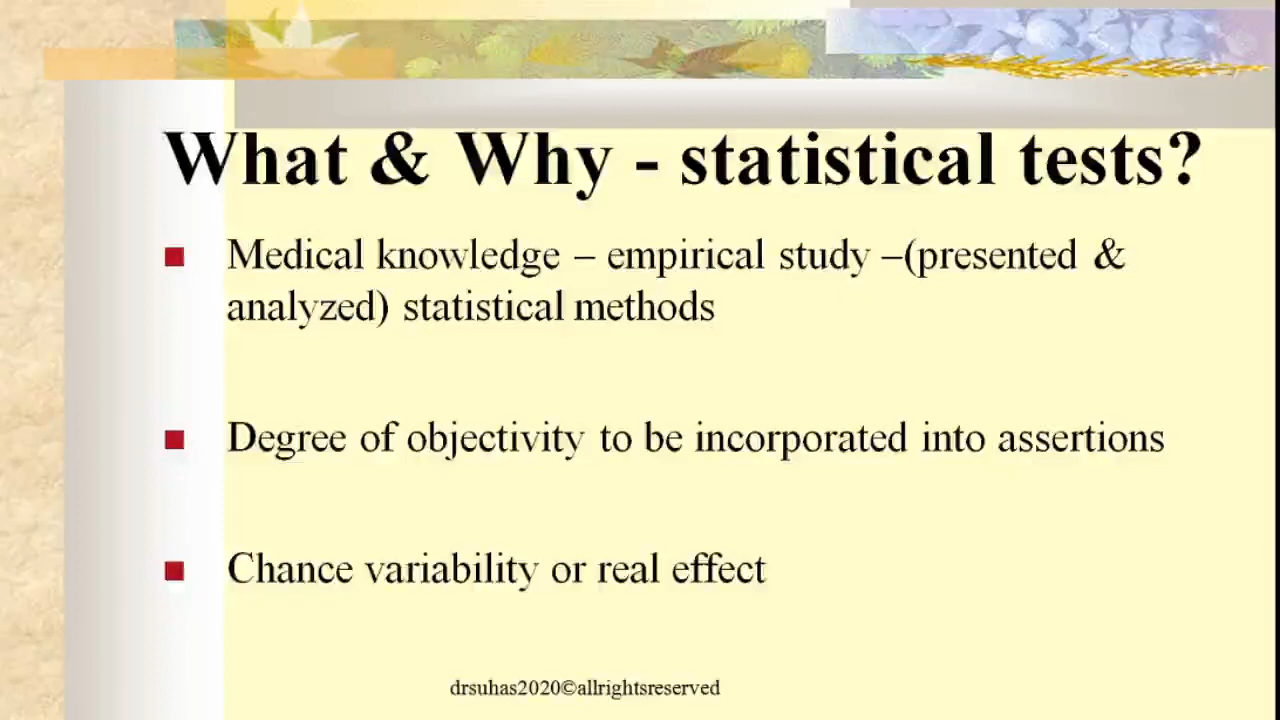 What & Why - statistical tests?
Medical knowledge – empirical study –(presented &
analyzed) statistical methods
Degree of objectivity to be incorporated into assertions
Chance variability or real effect
drsuhas2020©allrightsreserved